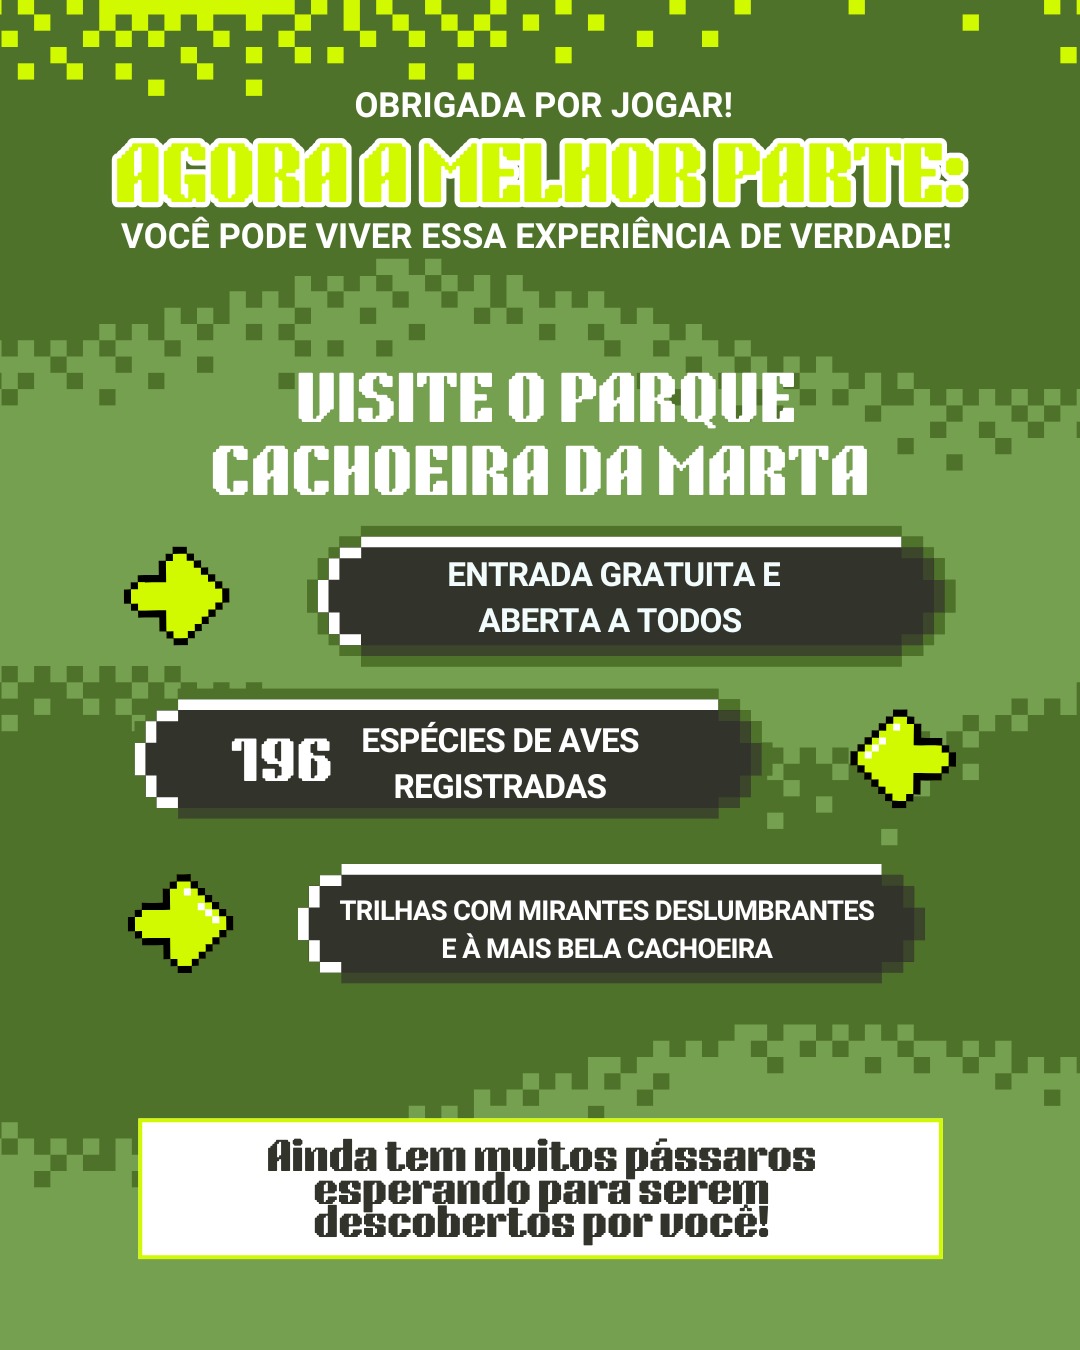 OBRIGADA POR JOGAR!
AGORA A MELHOR PARTE:
VOCÊ PODE VIVER ESSA EXPERIÊNCIA DE VERDADE!
VISITE O PARQUE
CACHOEIRA DA MARTA
ENTRADA GRATUITA E
ABERTA A TODOS
196 ESPÉCIES DE AVES
REGISTRADAS
TRILHAS COM MIRANTES DESLUMBRANTES
E À MAIS BELA CACHOEIRA
Ainda tem muitos pássaros
esperando para serem
descobertos por você!